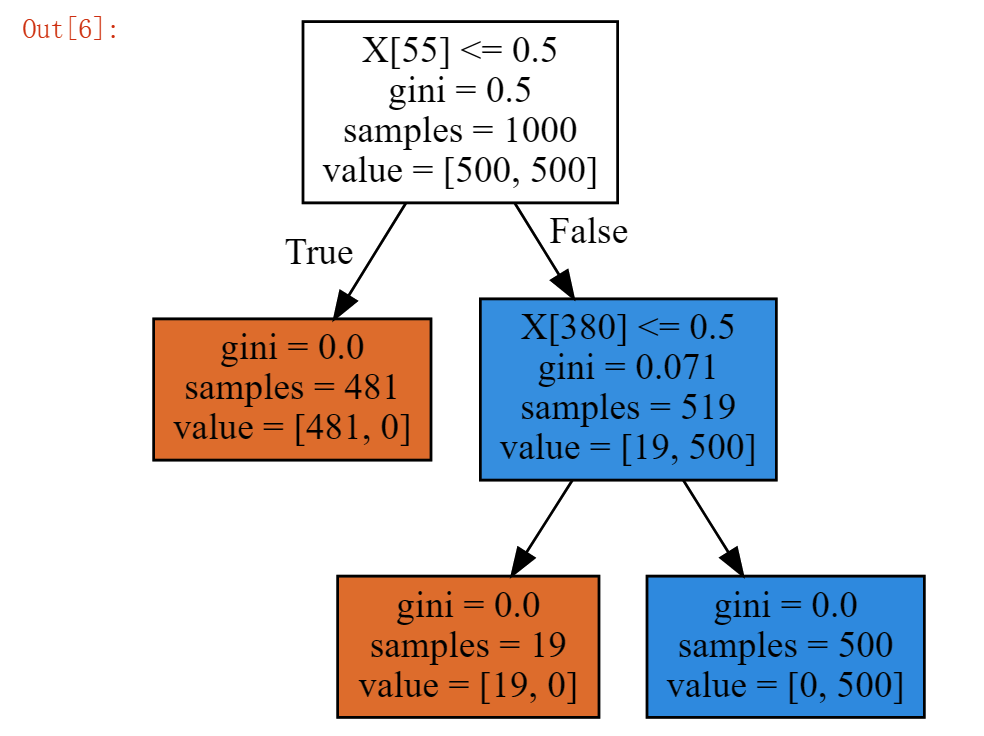 Out[6]:
X[55] <= 0.5
gini = 0.5
samples = 1000
value = [500, 500]
True
False
gini = 0.0
samples = 481
value = [481, 0]
X[380] <= 0.5
gini = 0.071
samples = 519
value = [19, 500]
gini = 0.0
samples = 19
value = [19, 0]
gini = 0.0
samples = 500
value = [0, 500]